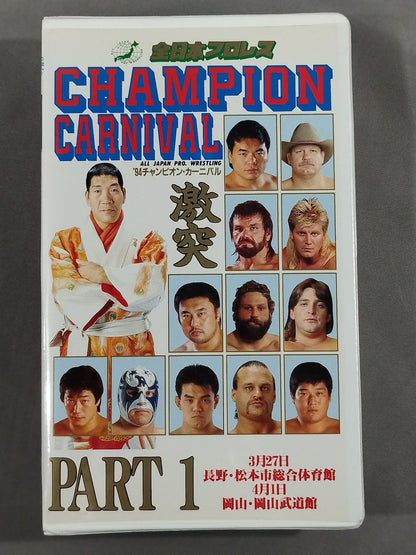 全日本プロレス
CHAMPION
CARNIVAL
ALL JAPAN PRO. WRESTLING
'94チャンピオン・カーニバル
激突
PART 1
3月27日
長野・松本市総合体育館
4月1日
岡山・岡山武道館